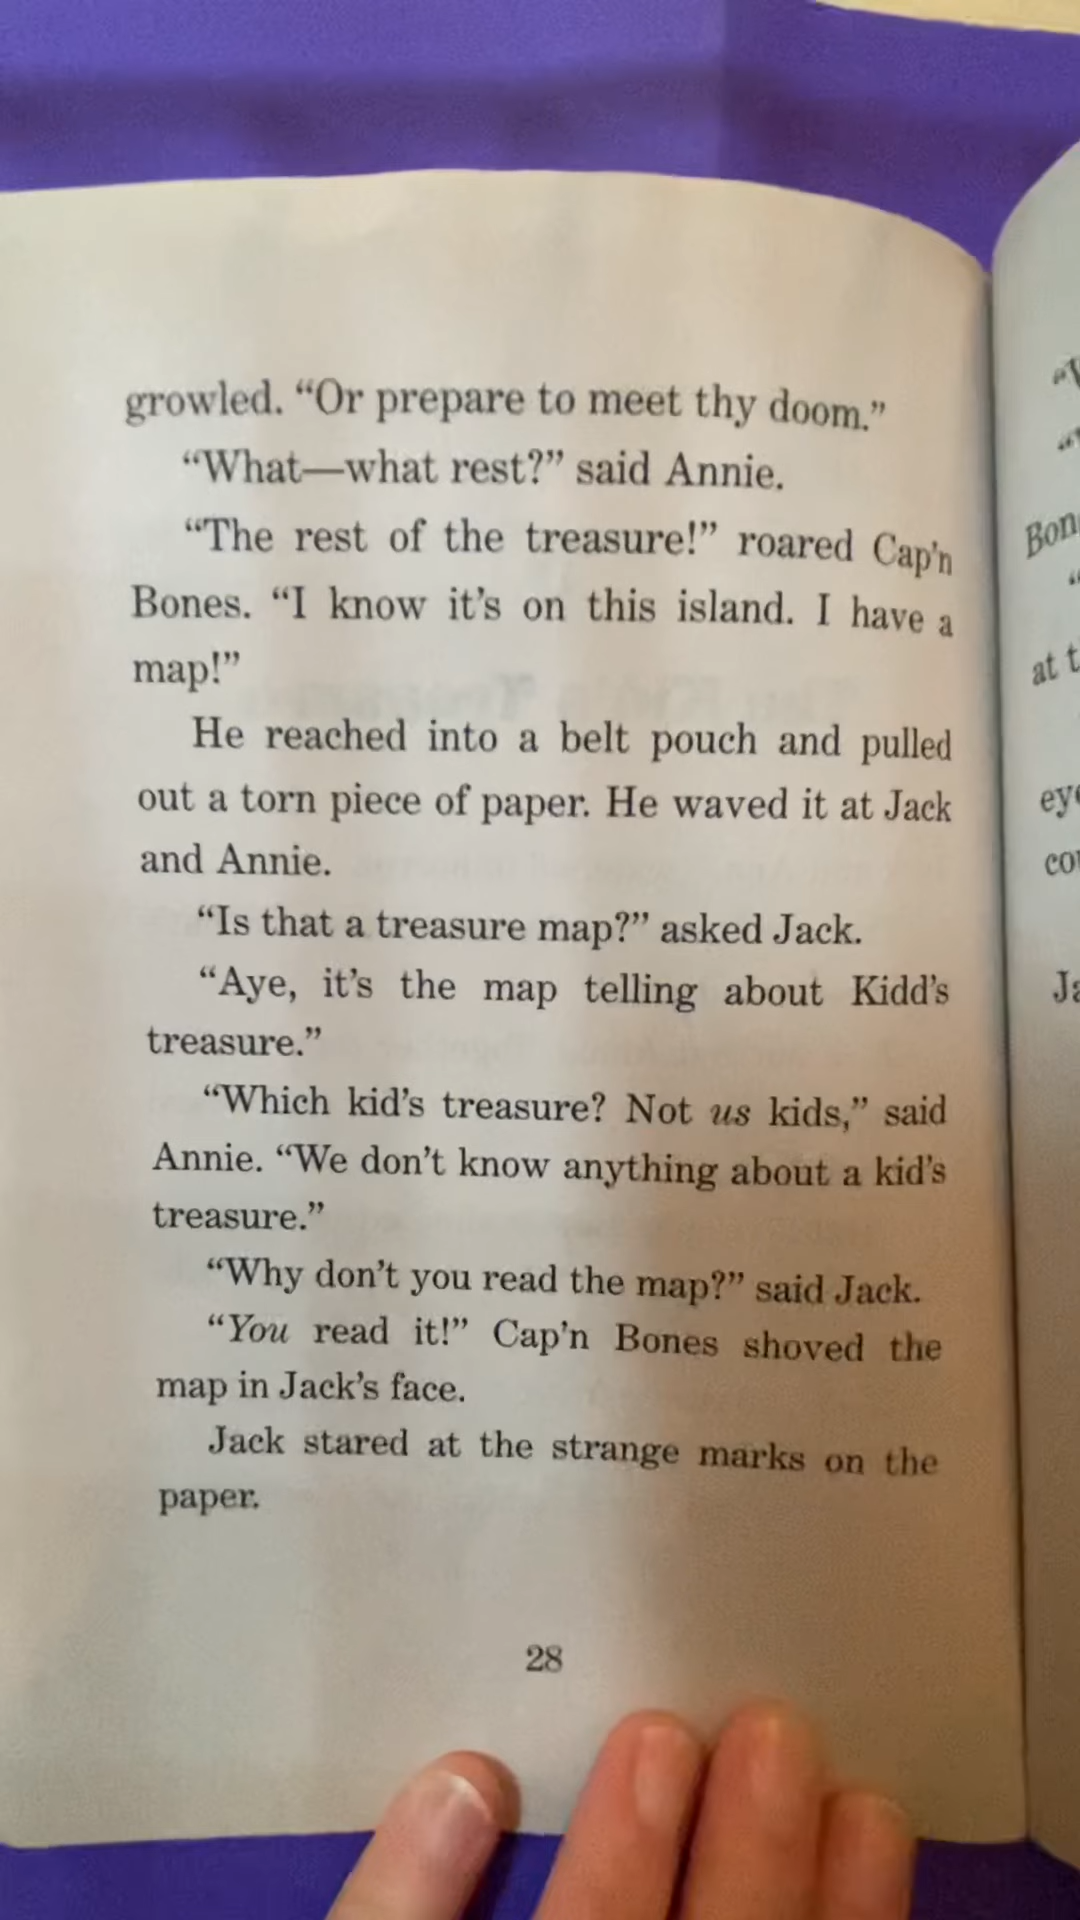 growled. “Or prepare to meet thy doom.”
“What—what rest?” said Annie.
“The rest of the treasure!” roared Cap’n
Bones. “I know it’s on this island. I have a
map!”
He reached into a belt pouch and pulled
out a torn piece of paper. He waved it at Jack
and Annie.
“Is that a treasure map?” asked Jack.
“Aye, it’s the map telling about Kidd’s
treasure.”
“Which kid’s treasure? Not us kids,” said
Annie. “We don’t know anything about a kid’s
treasure.”
“Why don’t you read the map?” said Jack.
“You read it!” Cap’n Bones shoved the
map in Jack’s face.
Jack stared at the strange marks on the
paper.
28